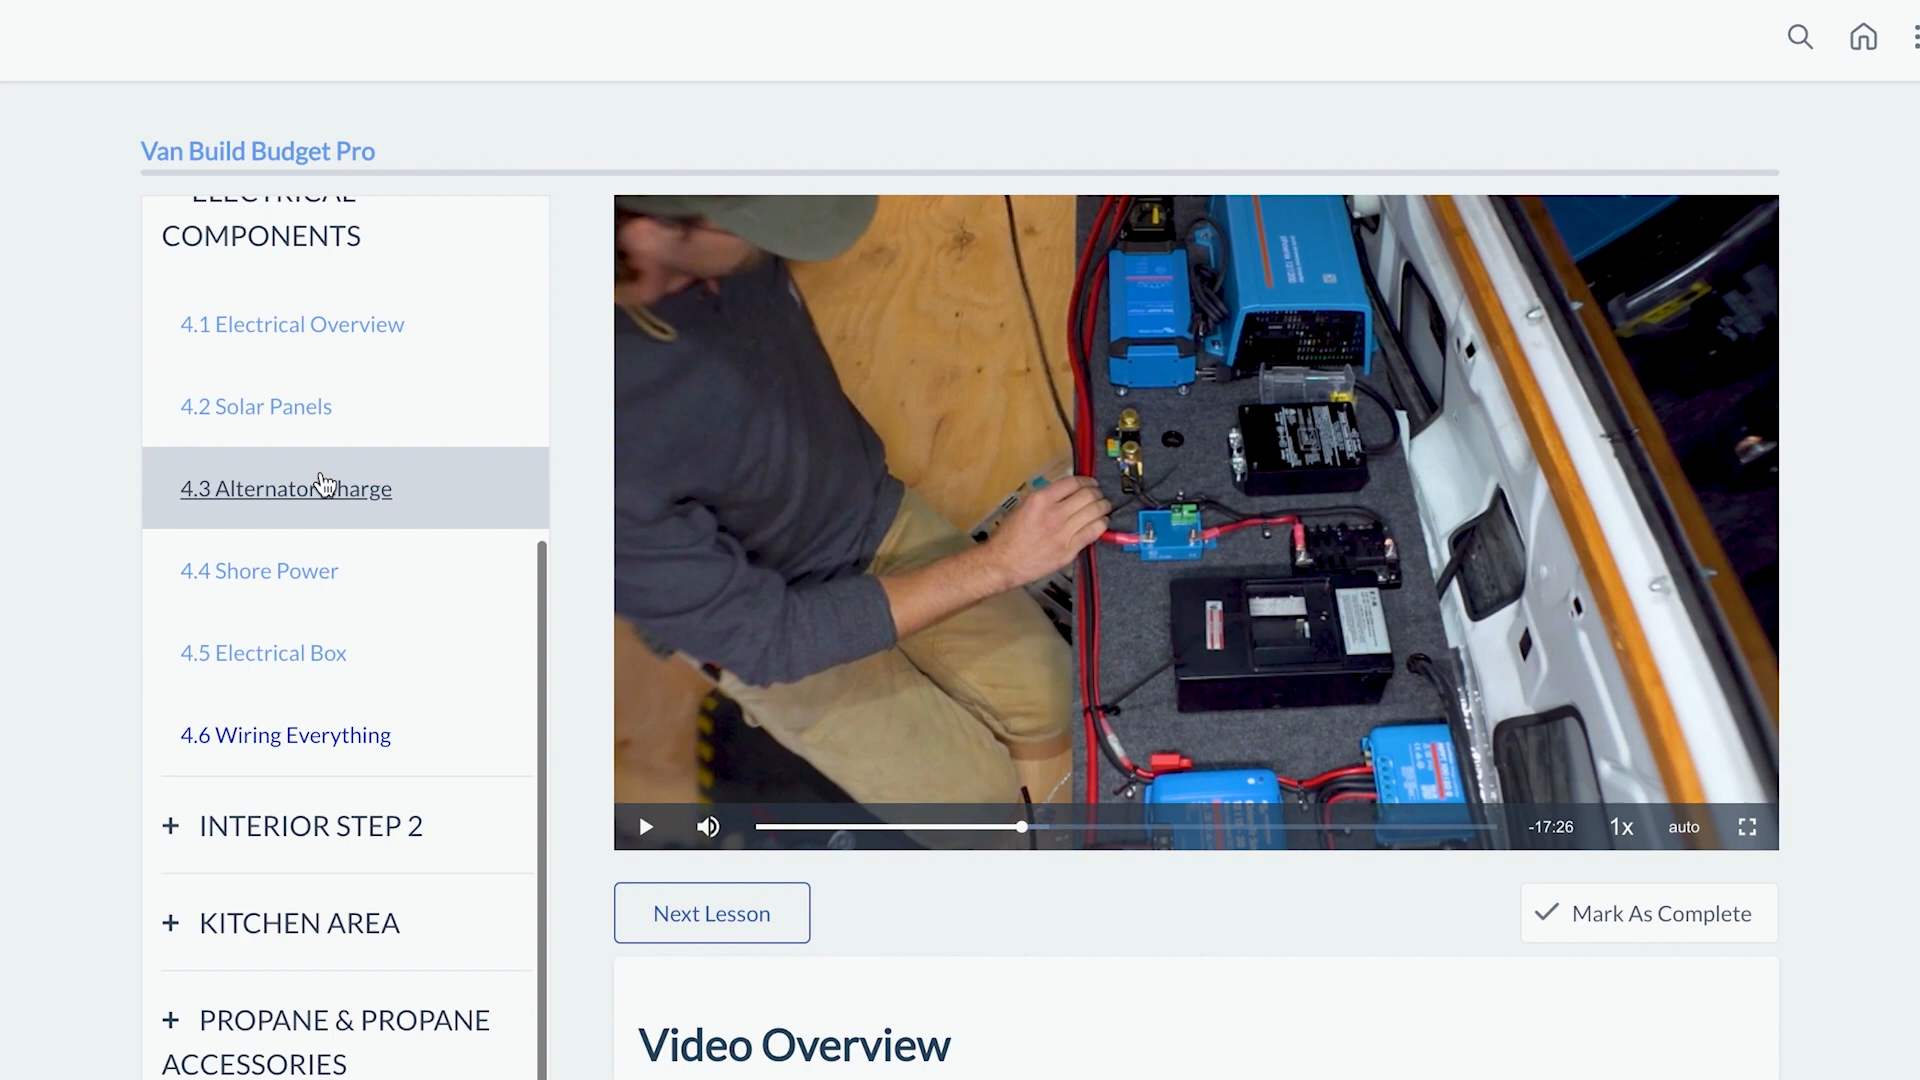 Van Build Budget Pro
ELECTRICAL
COMPONENTS
4.1 Electrical Overview
4.2 Solar Panels
4.3 Alternator Charge
4.4 Shore Power
4.5 Electrical Box
4.6 Wiring Everything
+ INTERIOR STEP 2
+ KITCHEN AREA
+ PROPANE & PROPANE
ACCESSORIES
-17:26
1x
auto
Next Lesson
Mark As Complete
Video Overview